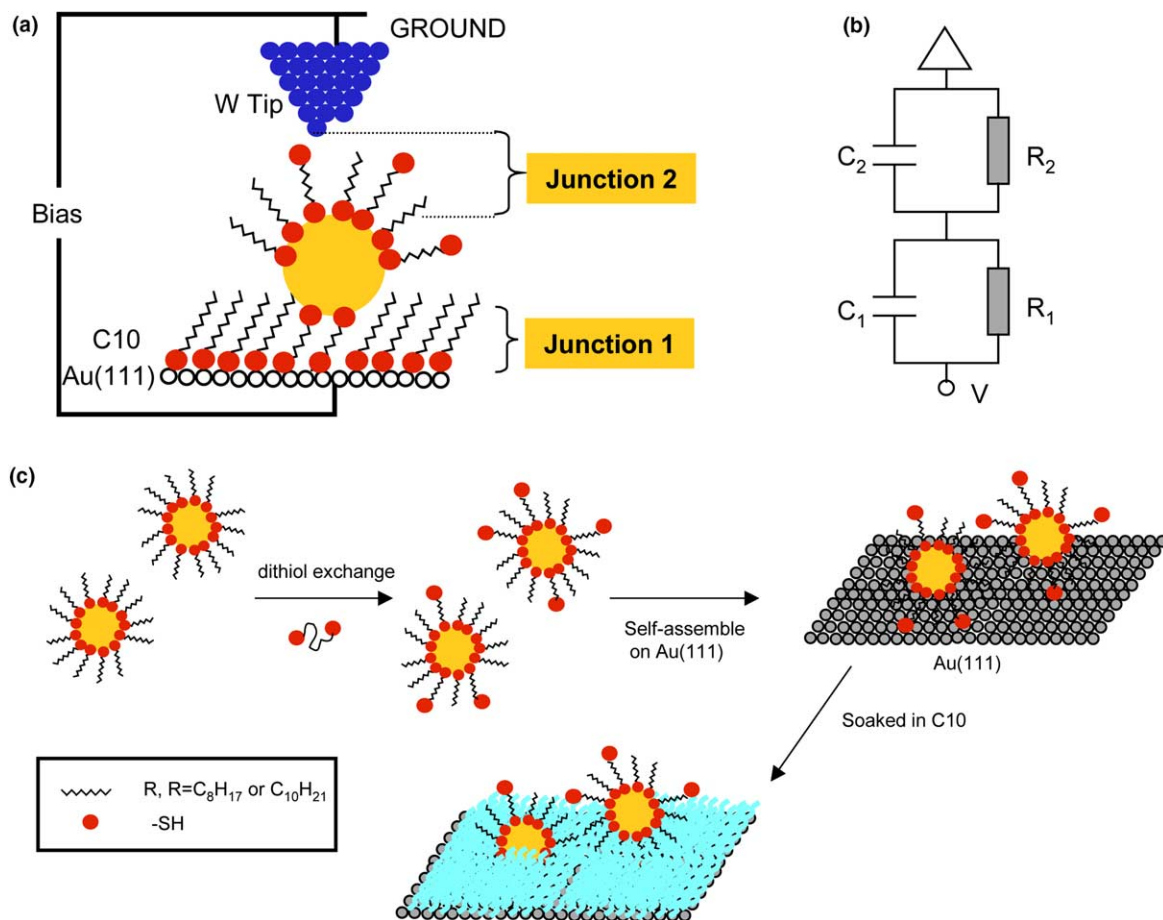 (a)
GROUND
W Tip
Junction 2
Bias
C10
Junction 1
Au(111)
(b)
C₂
R₂
C₁
R₁
V
(c)
dithiol exchange
Self-assemble
on Au(111)
Au(111)
Soaked in C10
R, R=C₈H₁₇ or C₁₀H₂₁
-SH